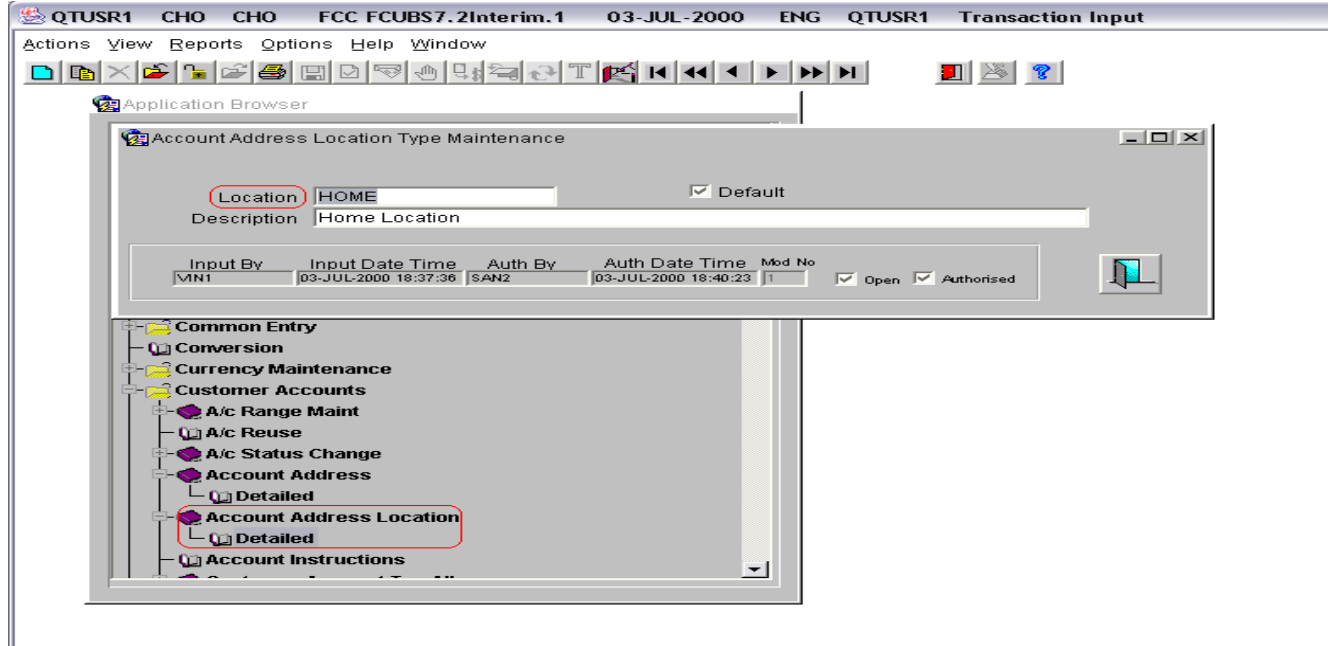 QTUSR1 CHO CHO FCC FCUBS7.2Interim.1 03-JUL-2000 ENG QTUSR1 Transaction Input
Actions View Reports Options Help Window
Application Browser
Account Address Location Type Maintenance
Location HOME Default
Description Home Location
Input By Input Date Time Auth By Auth Date Time Mod No
VIN1 03-JUL-2000 18:37:36 SAN2 03-JUL-2000 18:40:23 1 Open Authorised
Common Entry
Conversion
Currency Maintenance
Customer Accounts
A/c Range Maint
A/c Reuse
A/c Status Change
Account Address
Detailed
Account Address Location
Detailed
Account Instructions